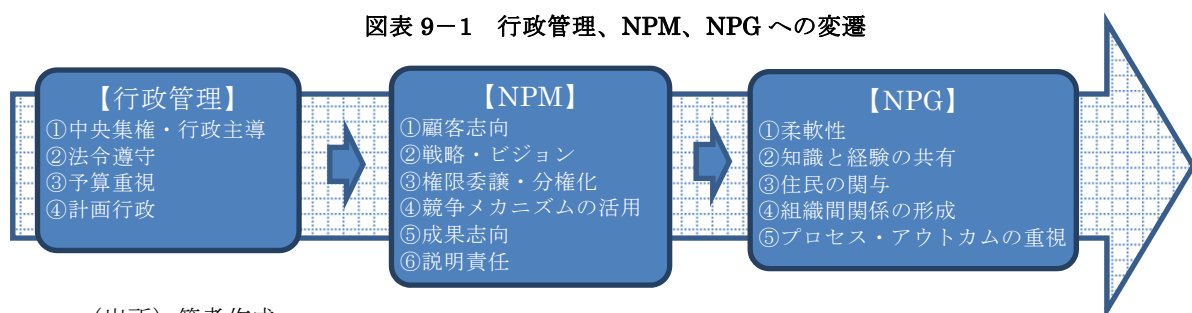 図表 9－1　行政管理、NPM、NPG への変遷
【行政管理】
①中央集権・行政主導
②法令遵守
③予算重視
④計画行政
【NPM】
①顧客志向
②戦略・ビジョン
③権限委譲・分権化
④競争メカニズムの活用
⑤成果志向
⑥説明責任
【NPG】
①柔軟性
②知識と経験の共有
③住民の関与
④組織間関係の形成
⑤プロセス・アウトカムの重視
（出所）筆者作成